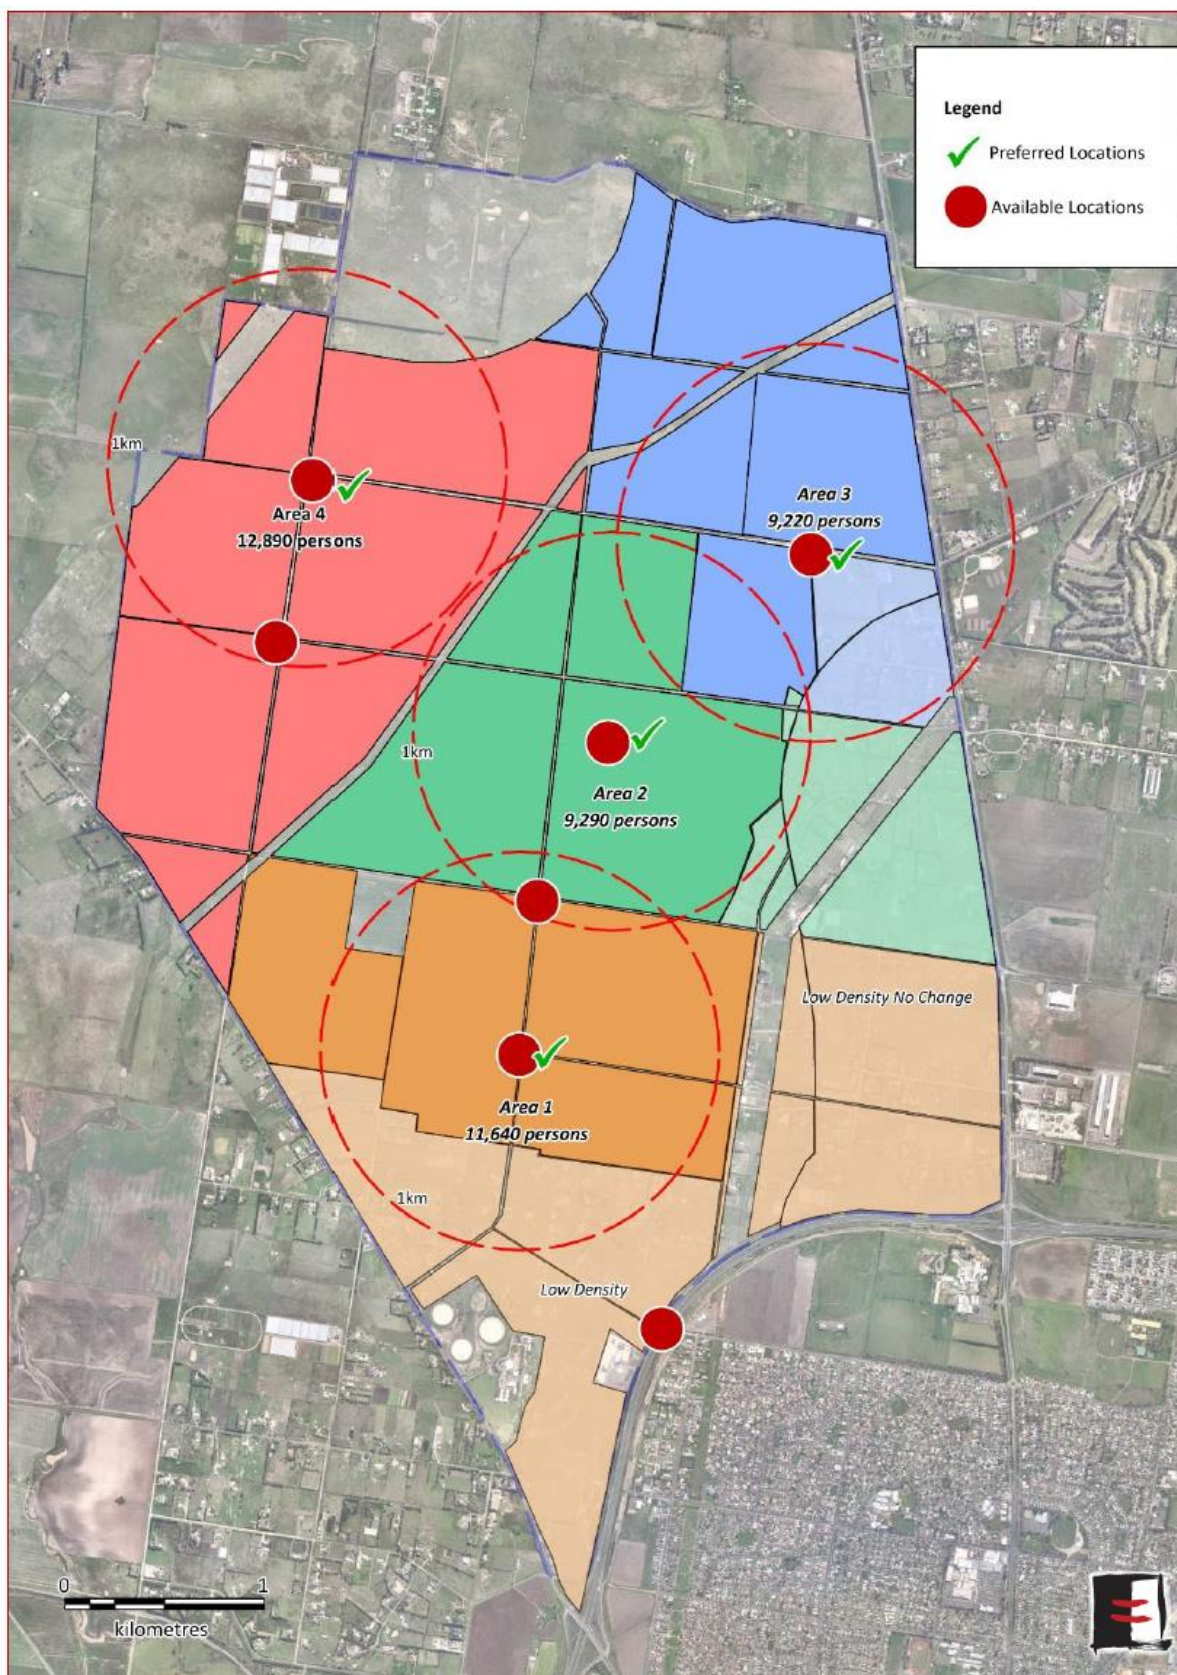 Legend
Preferred Locations
Available Locations
1km
Area 4
12,890 persons
Area 3
9,220 persons
1km
Area 2
9,290 persons
Low Density No Change
Area 1
11,640 persons
1km
Low Density
0 1
kilometres